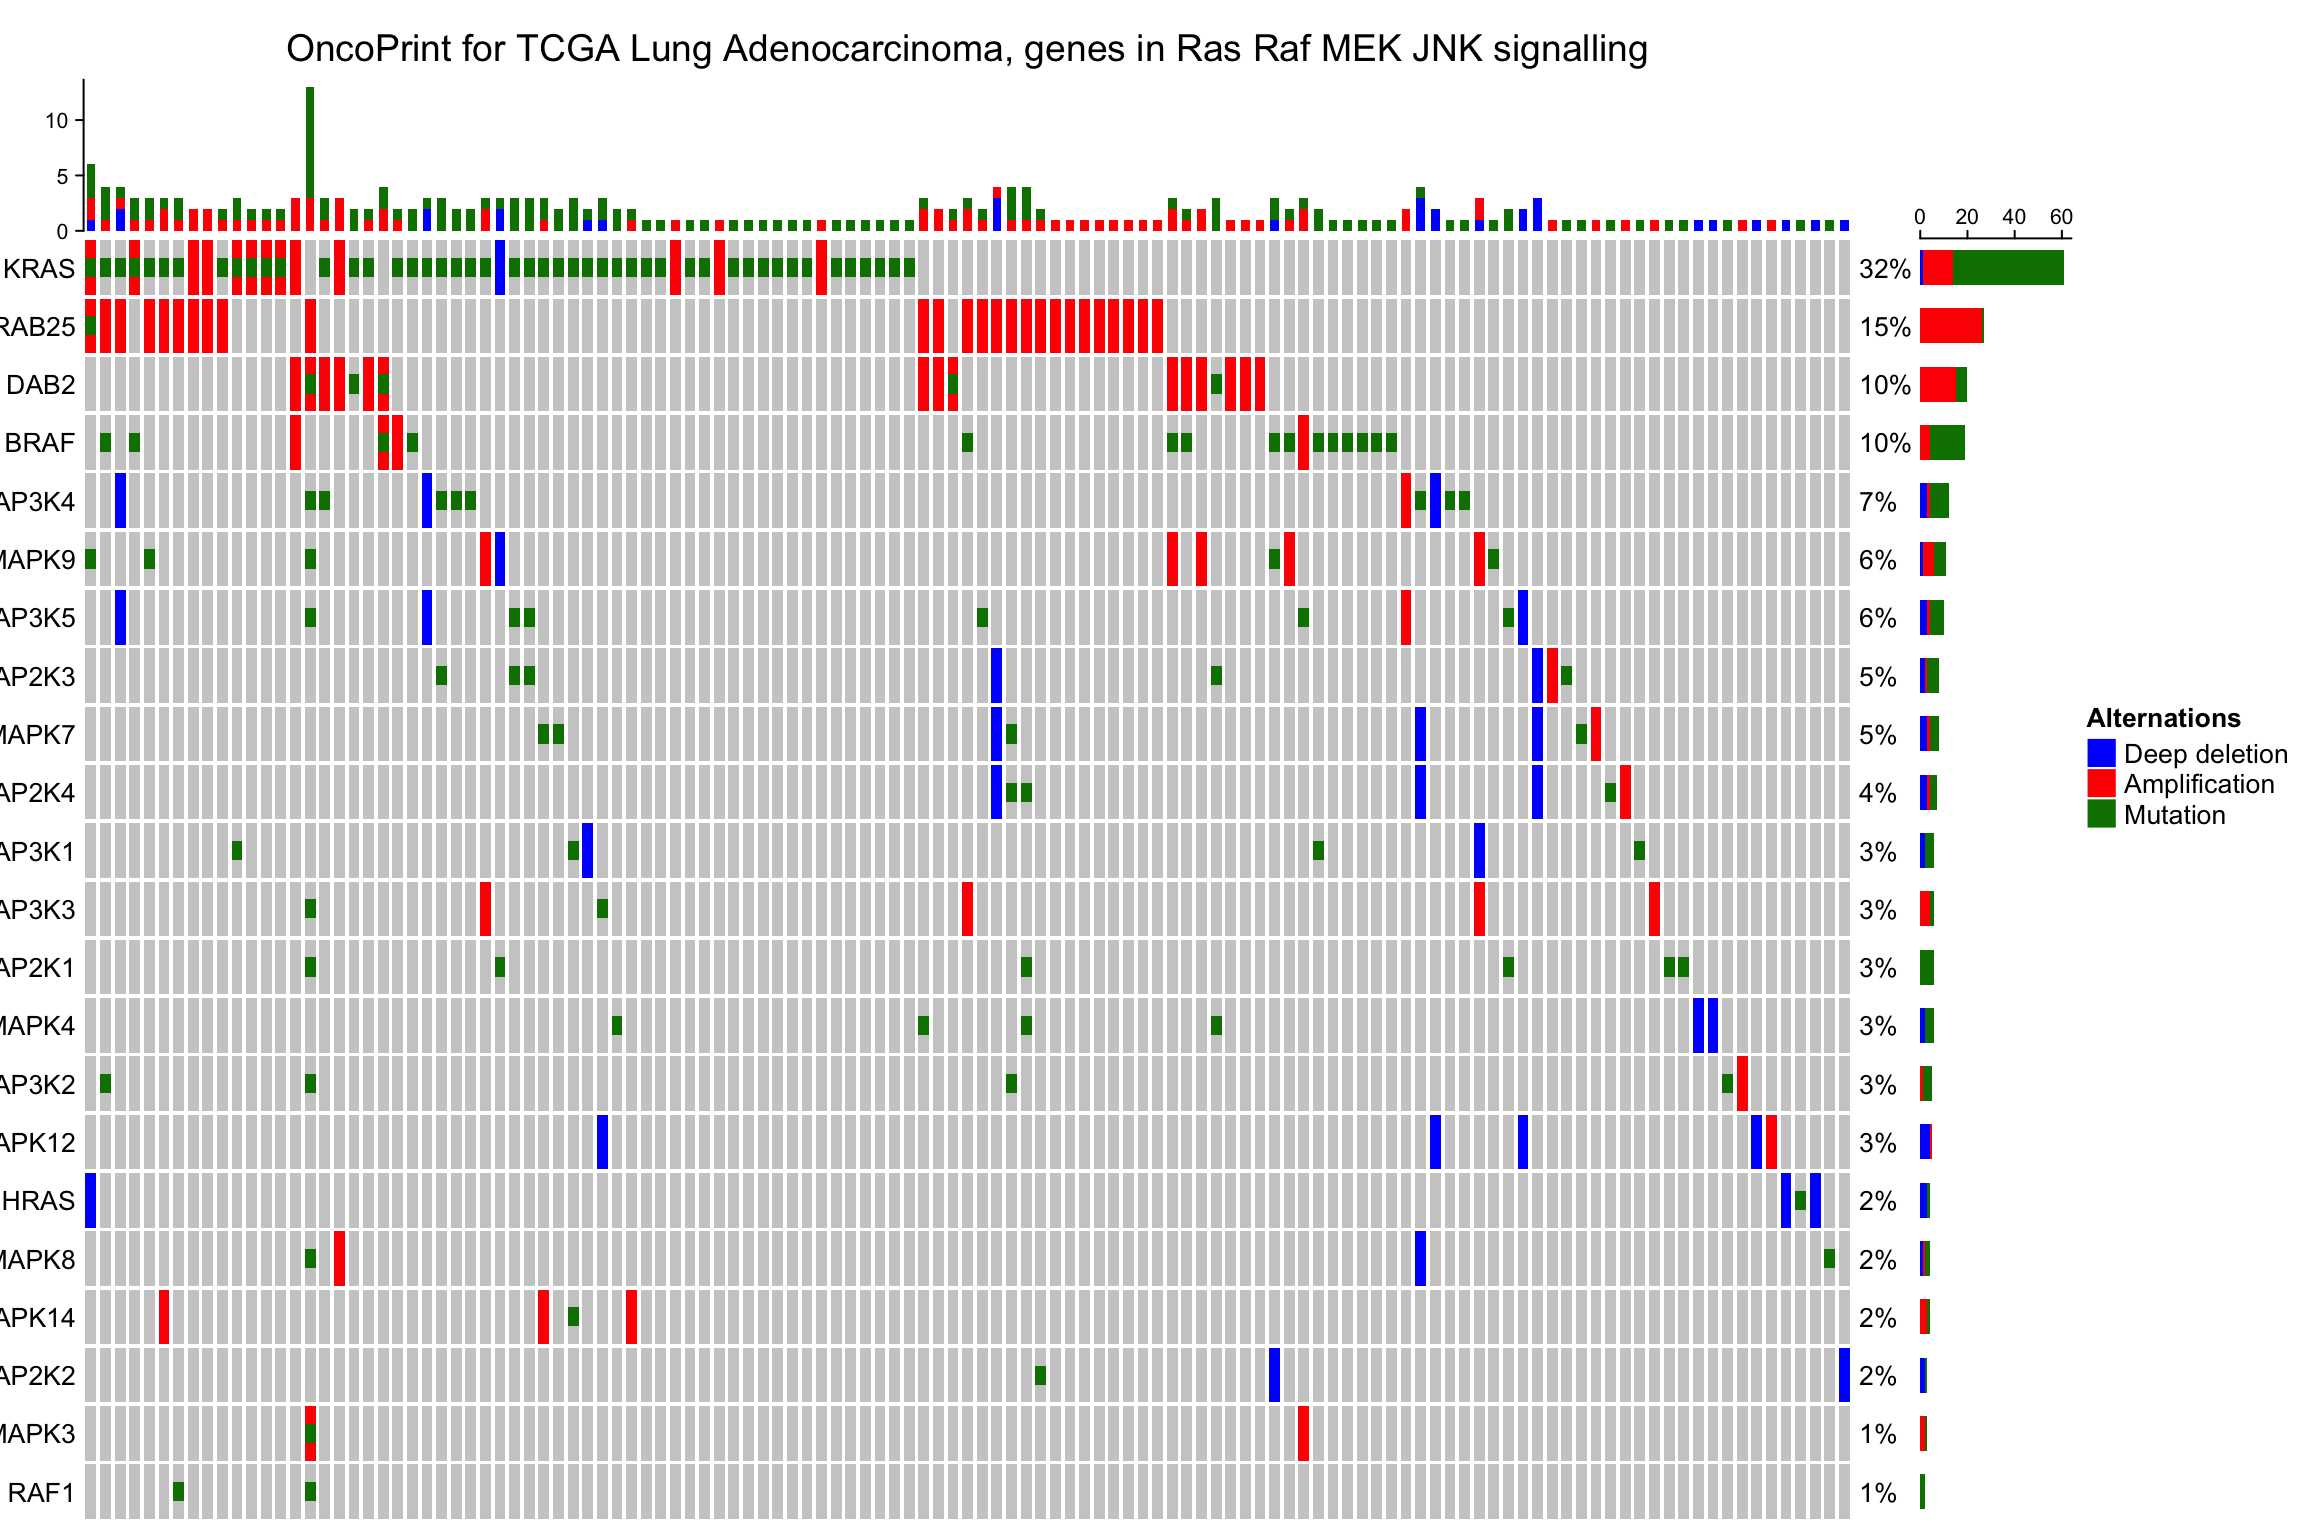 OncoPrint for TCGA Lung Adenocarcinoma, genes in Ras Raf MEK JNK signalling
10
5
0
0 20 40 60
KRAS 32%
RAB25 15%
DAB2 10%
BRAF 10%
AP3K4 7%
MAPK9 6%
AP3K5 6%
AP2K3 5%
MAPK7 5%
Alternations
Deep deletion
Amplification
Mutation
AP2K4 4%
AP3K1 3%
AP3K3 3%
AP2K1 3%
MAPK4 3%
AP3K2 3%
APK12 3%
HRAS 2%
MAPK8 2%
APK14 2%
AP2K2 2%
MAPK3 1%
RAF1 1%